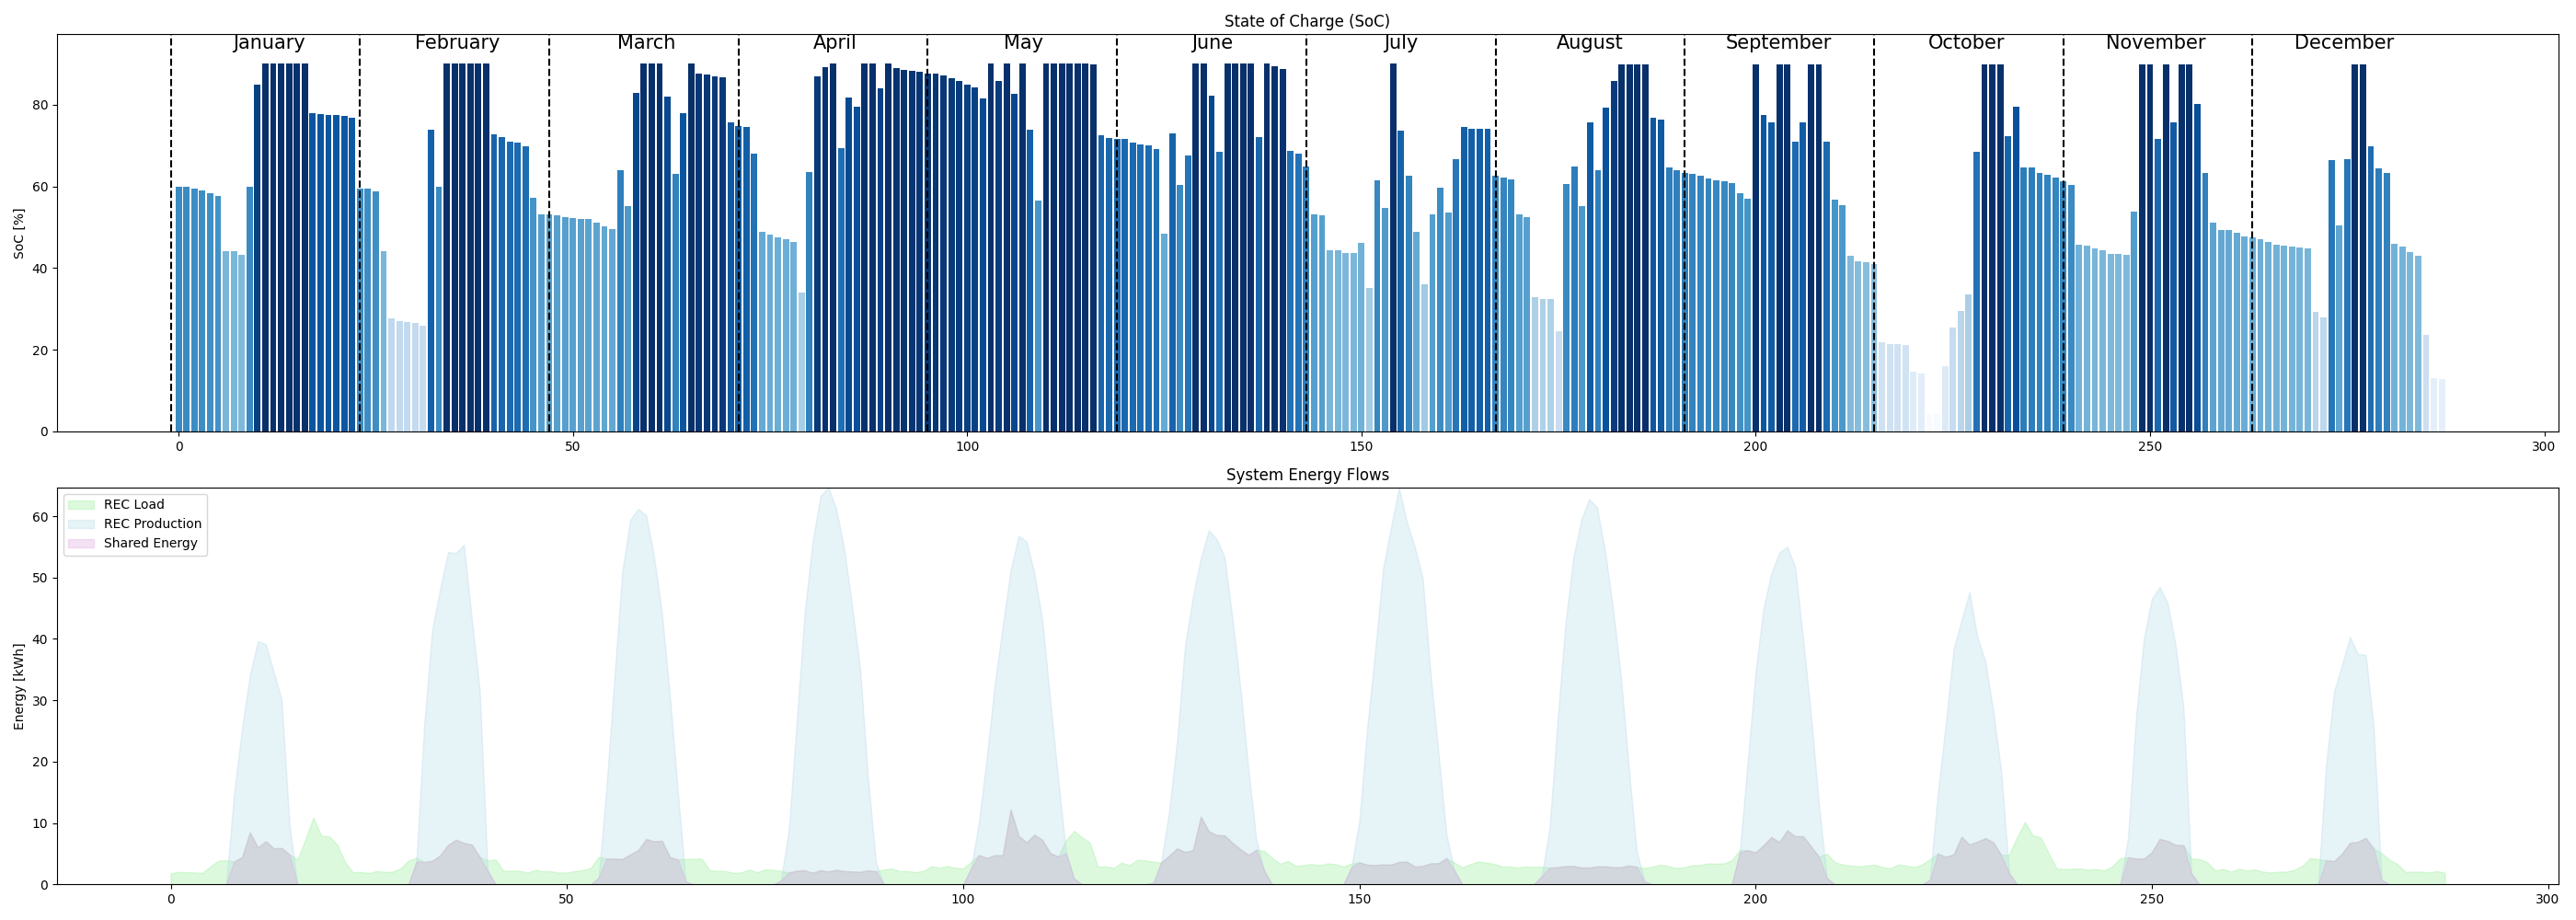 State of Charge (SoC)
January February March April May June July August September October November December
SoC [%]
80
60
40
20
0
0 50 100 150 200 250 300
System Energy Flows
REC Load
REC Production
Shared Energy
Energy [kWh]
60
50
40
30
20
10
0
0 50 100 150 200 250 300